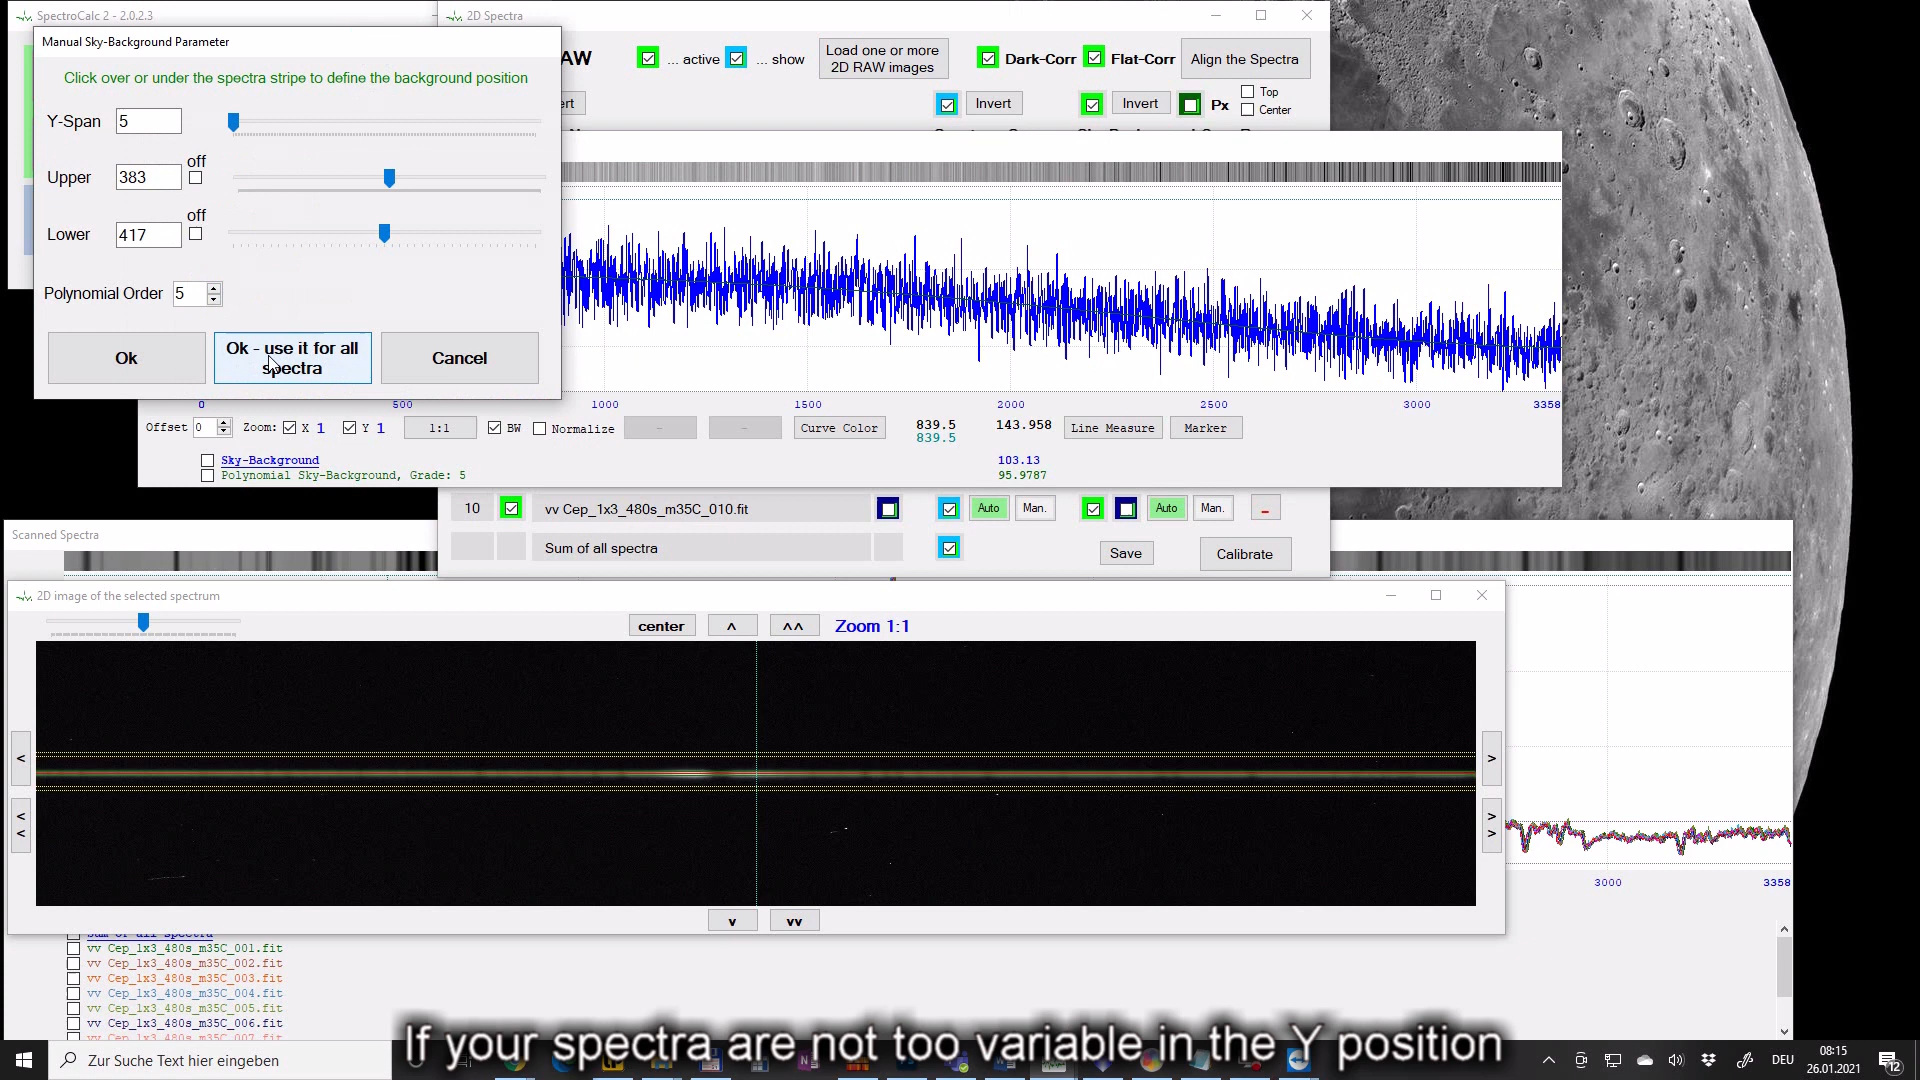 SpectroCalc 2 - 2.0.2.3
2D Spectra
Manual Sky-Background Parameter
Click over or under the spectra stripe to define the background position
Y-Span 5
Upper 383 off
Lower 417 off
Polynomial Order 5
Ok
Ok - use it for all spectra
Cancel
AW
... active
... show
Load one or more
2D RAW images
Dark-Corr
Flat-Corr
Align the Spectra
Invert
Invert
Px
Top
Center
0 500 1000 1500 2000 2500 3000 3358
Offset 0 Zoom: X 1 Y 1 1:1 BW Normalize - - Curve Color 839.5 143.958 Line Measure Marker
839.5
Sky-Background 103.13
Polynomial Sky-Background, Grade: 5 95.9787
10 vv Cep_1x3_480s_m35C_010.fit Auto Man. Auto Man. -
Sum of all spectra Save Calibrate
Scanned Spectra
2D image of the selected spectrum
center ^ ^^ Zoom 1:1
< >
<
<
>
>
v vv
3000 3358
Sum of all spectra
vv Cep_1x3_480s_m35C_001.fit
vv Cep_1x3_480s_m35C_002.fit
vv Cep_1x3_480s_m35C_003.fit
vv Cep_1x3_480s_m35C_004.fit
vv Cep_1x3_480s_m35C_005.fit
vv Cep_1x3_480s_m35C_006.fit
vv Cep_1x3_480s_m35C_007.fit
If your spectra are not too variable in the Y position
Zur Suche Text hier eingeben
DEU
08:15
26.01.2021
12